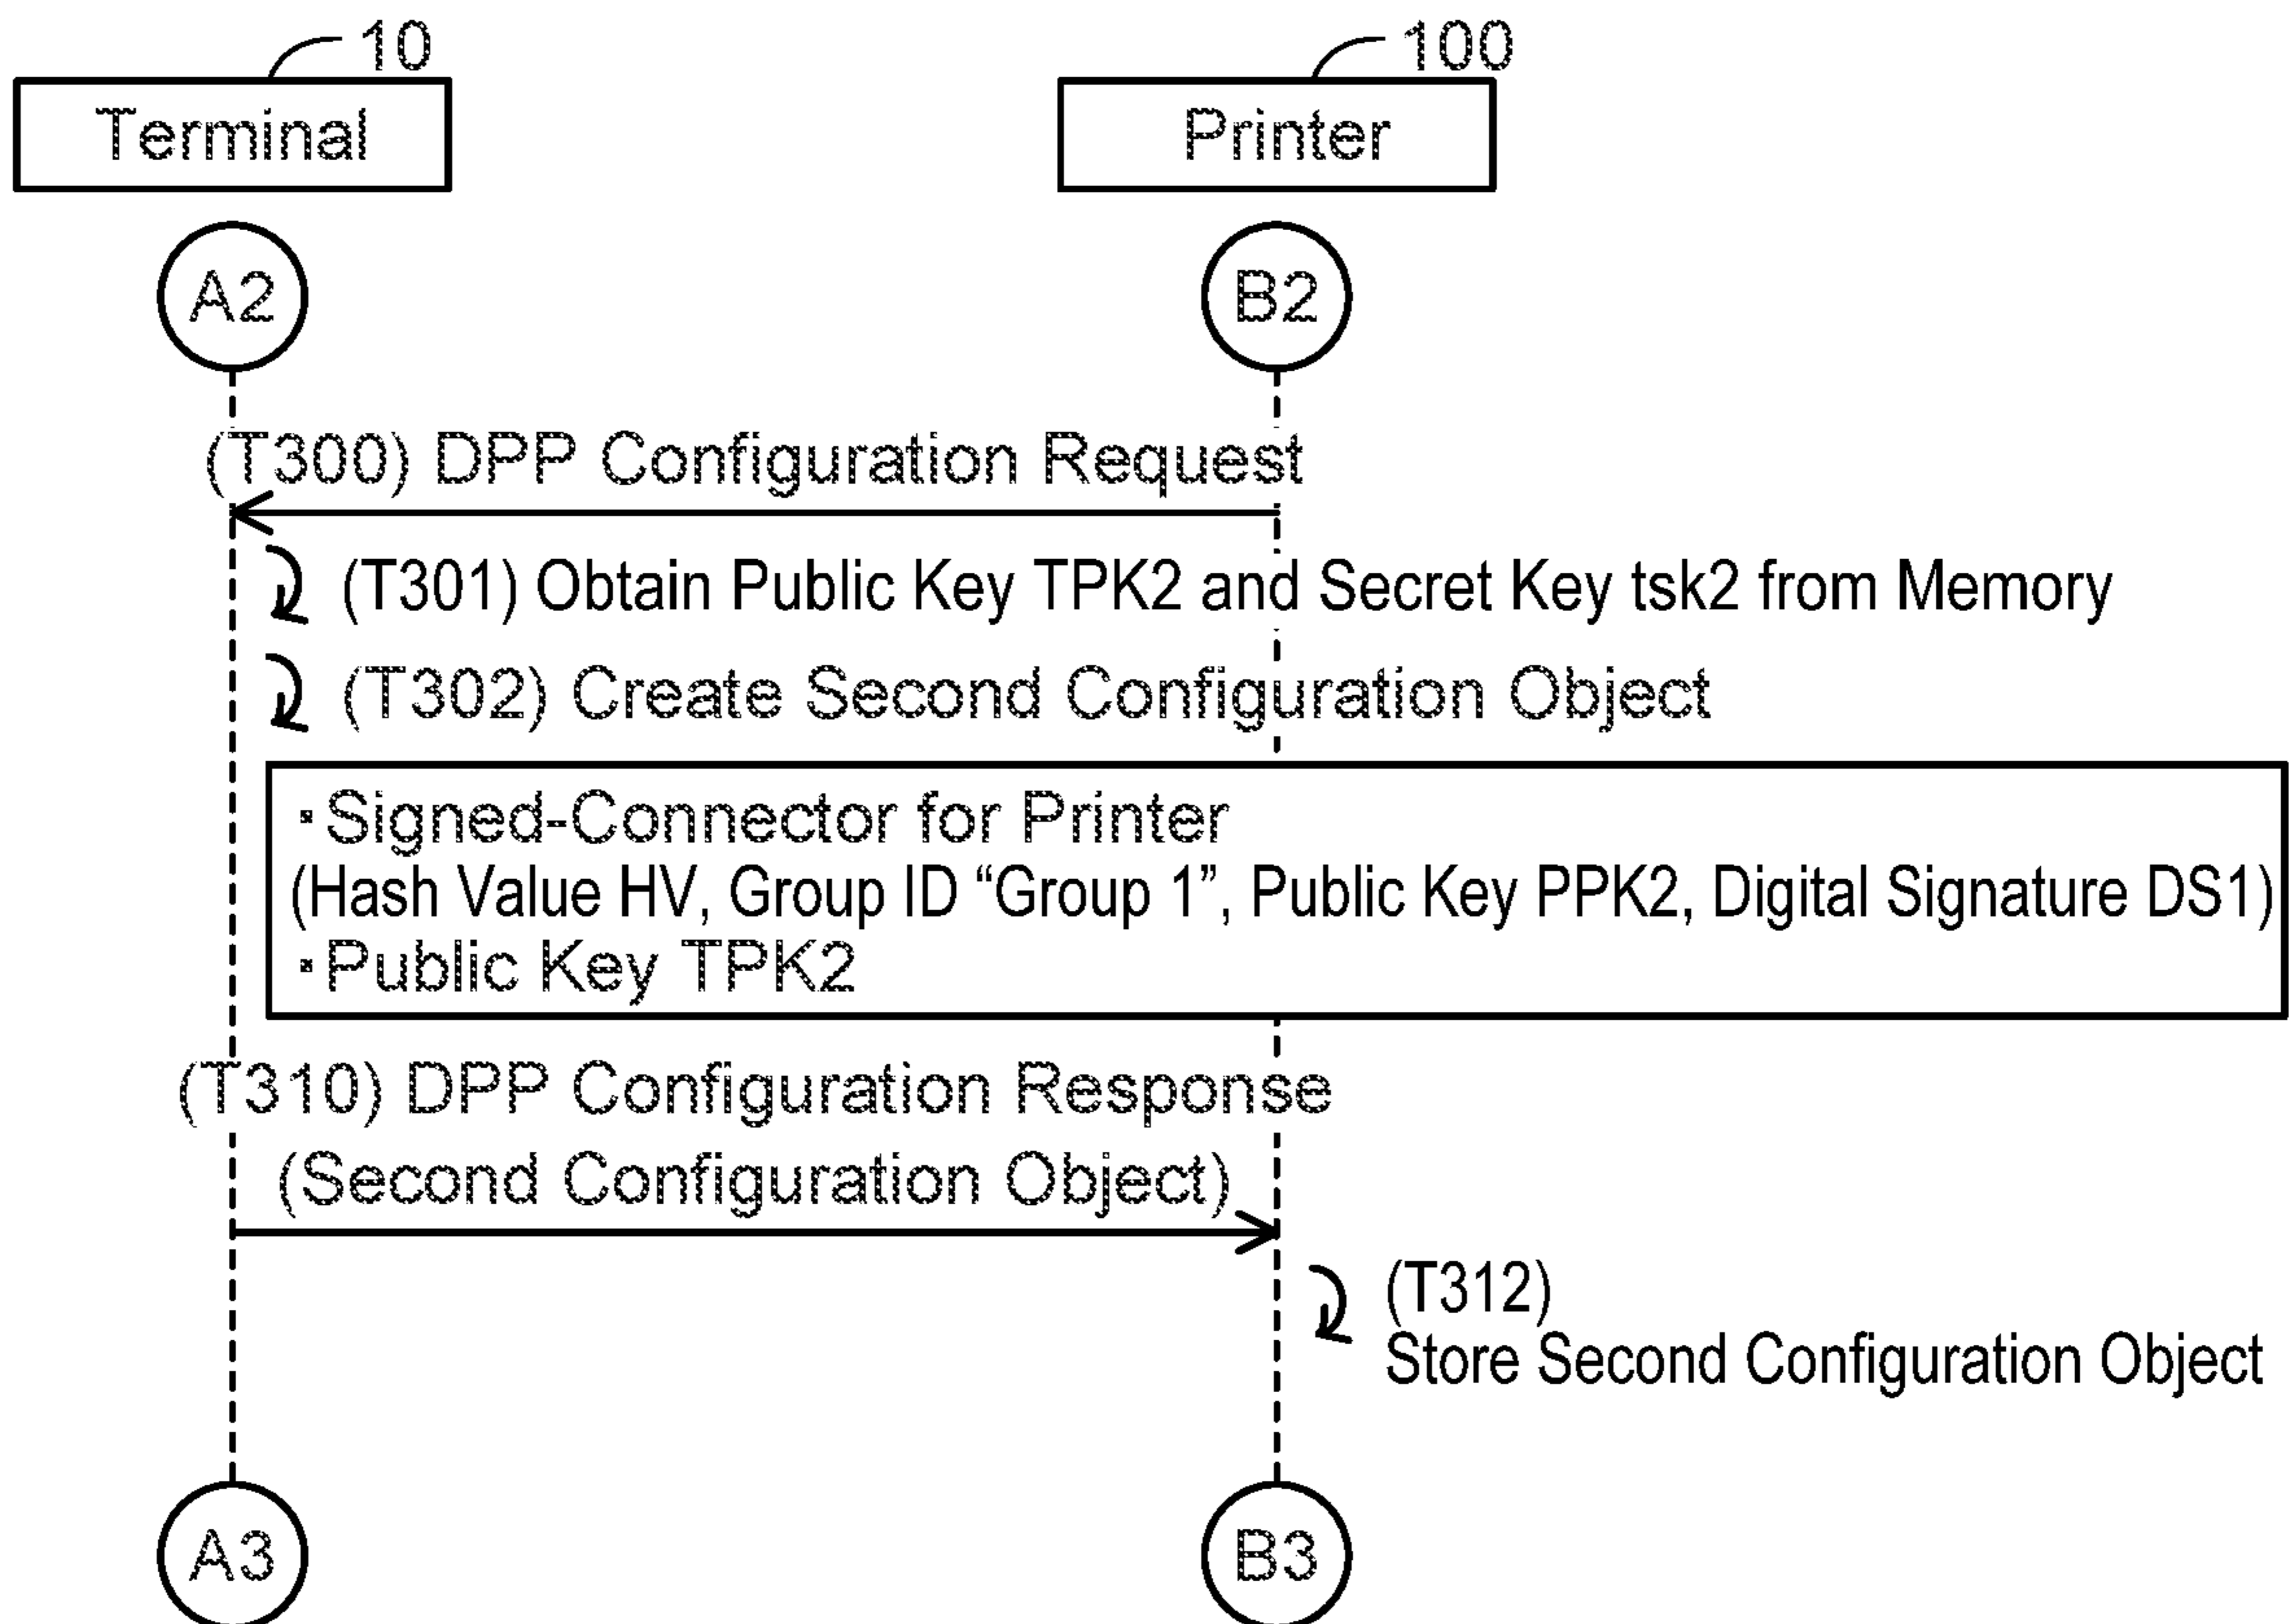 10
100
Terminal
Printer
A2
B2
(T300) DPP Configuration Request
(T301) Obtain Public Key TPK2 and Secret Key tsk2 from Memory
(T302) Create Second Configuration Object
・Signed-Connector for Printer
(Hash Value HV, Group ID “Group 1”, Public Key PPK2, Digital Signature DS1)
・Public Key TPK2
(T310) DPP Configuration Response
(Second Configuration Object)
(T312)
Store Second Configuration Object
A3
B3